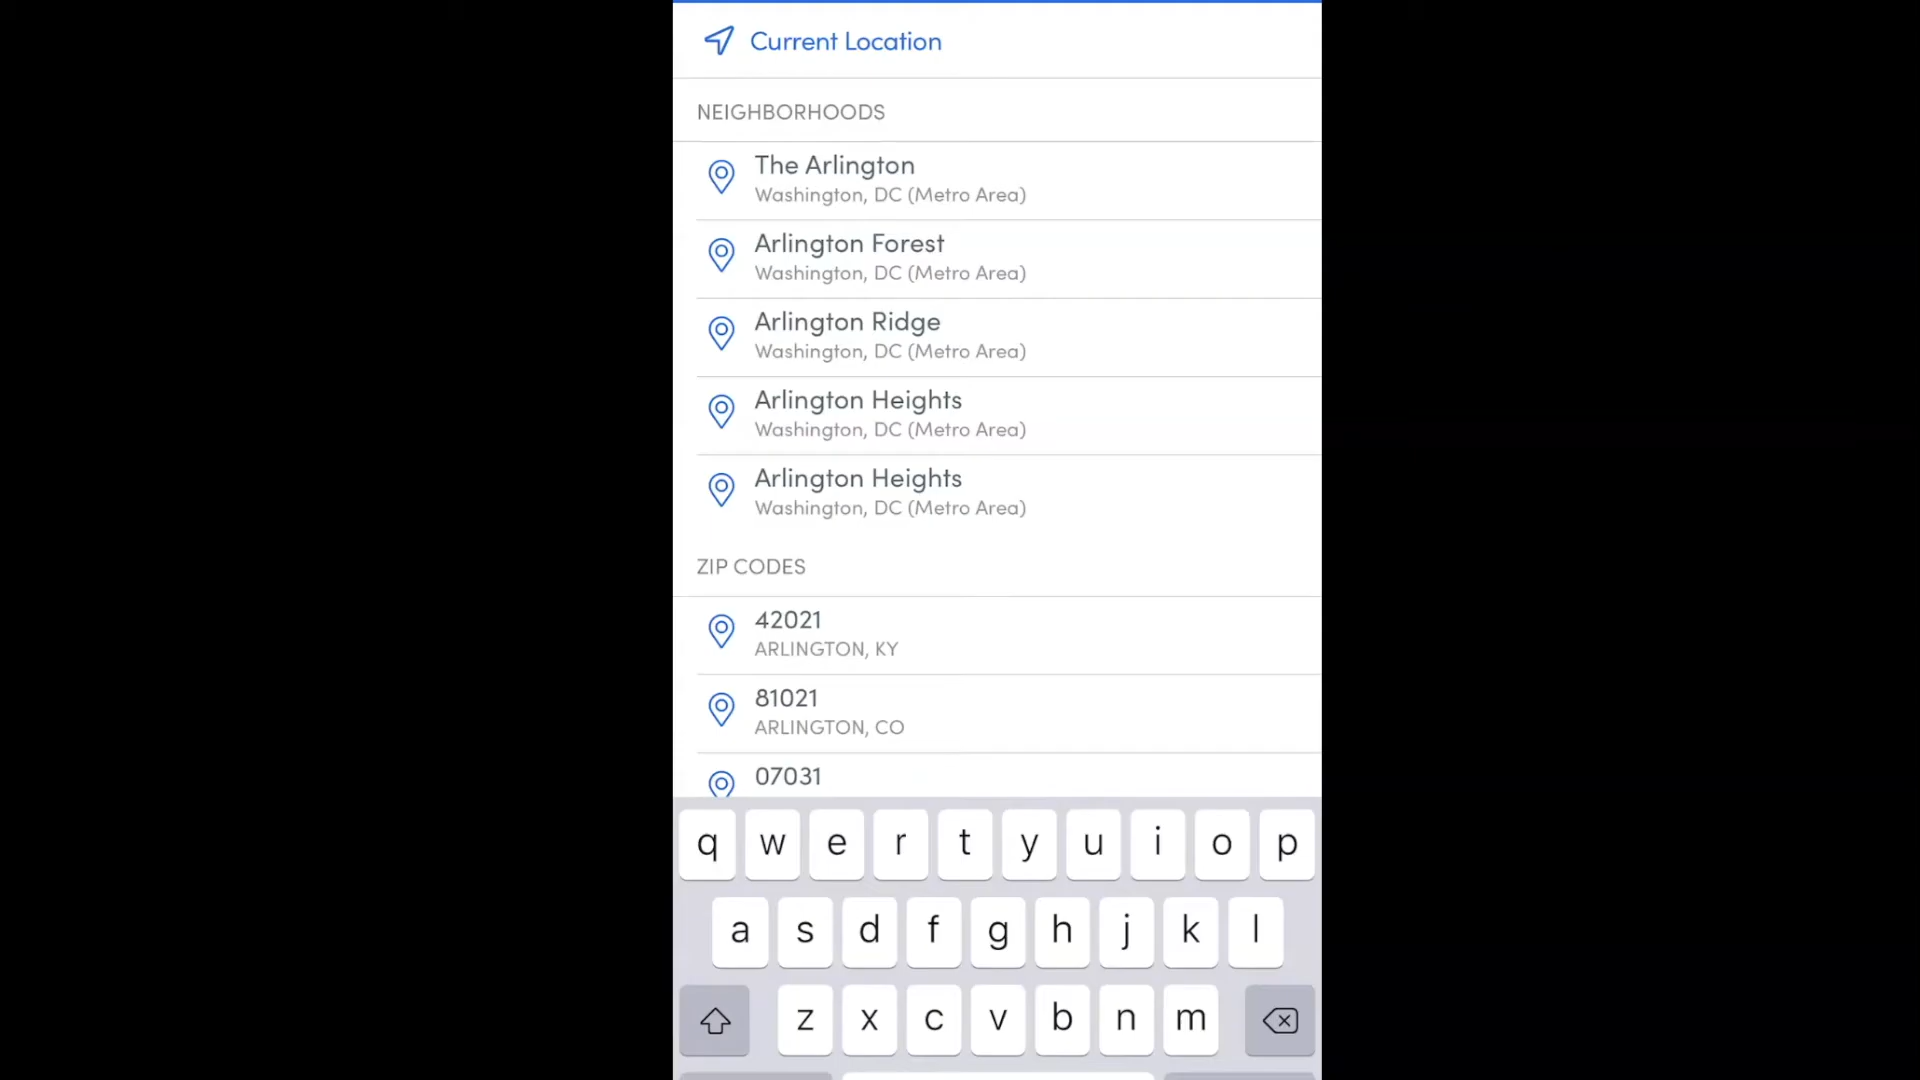 Current Location
NEIGHBORHOODS
The Arlington
Washington, DC (Metro Area)
Arlington Forest
Washington, DC (Metro Area)
Arlington Ridge
Washington, DC (Metro Area)
Arlington Heights
Washington, DC (Metro Area)
Arlington Heights
Washington, DC (Metro Area)
ZIP CODES
42021
ARLINGTON, KY
81021
ARLINGTON, CO
07031
q w e r t y u i o p
a s d f g h j k l
z x c v b n m